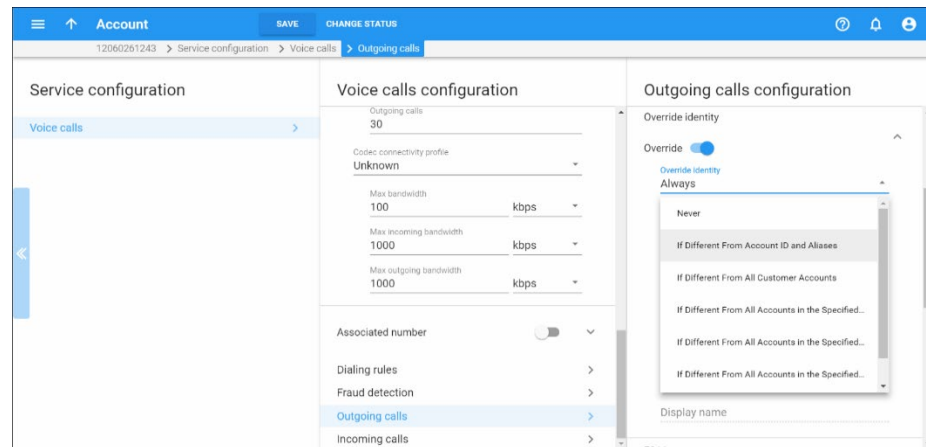 Account
SAVE
CHANGE STATUS
12060261243 > Service configuration > Voice calls > Outgoing calls
Service configuration
Voice calls
Voice calls configuration
Outgoing calls
30
Codec connectivity profile
Unknown
Max bandwidth
100 kbps
Max incoming bandwidth
1000 kbps
Max outgoing bandwidth
1000 kbps
Associated number
Dialing rules
Fraud detection
Outgoing calls
Incoming calls
Outgoing calls configuration
Override identity
Override
Override identity
Always
Never
If Different From Account ID and Aliases
If Different From All Customer Accounts
If Different From All Accounts in the Specified...
If Different From All Accounts in the Specified...
If Different From All Accounts in the Specified...
Display name